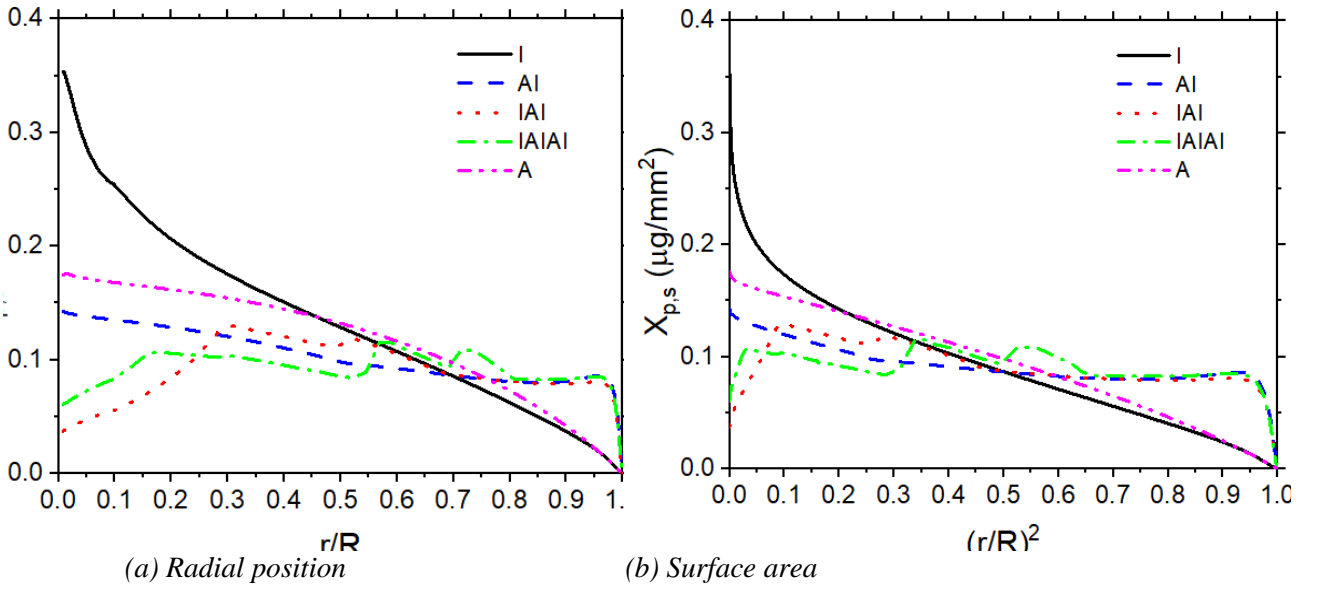 0.4
0.3
0.2
0.1
0.0
0.0 0.1 0.2 0.3 0.4 0.5 0.6 0.7 0.8 0.9 1.
I
AI
IAI
IAIAI
A
r/R
(a) Radial position
X_{p,s} (µg/mm²)
0.4
0.3
0.2
0.1
0.0
0.0 0.1 0.2 0.3 0.4 0.5 0.6 0.7 0.8 0.9 1.0
I
AI
IAI
IAIAI
A
(r/R)²
(b) Surface area